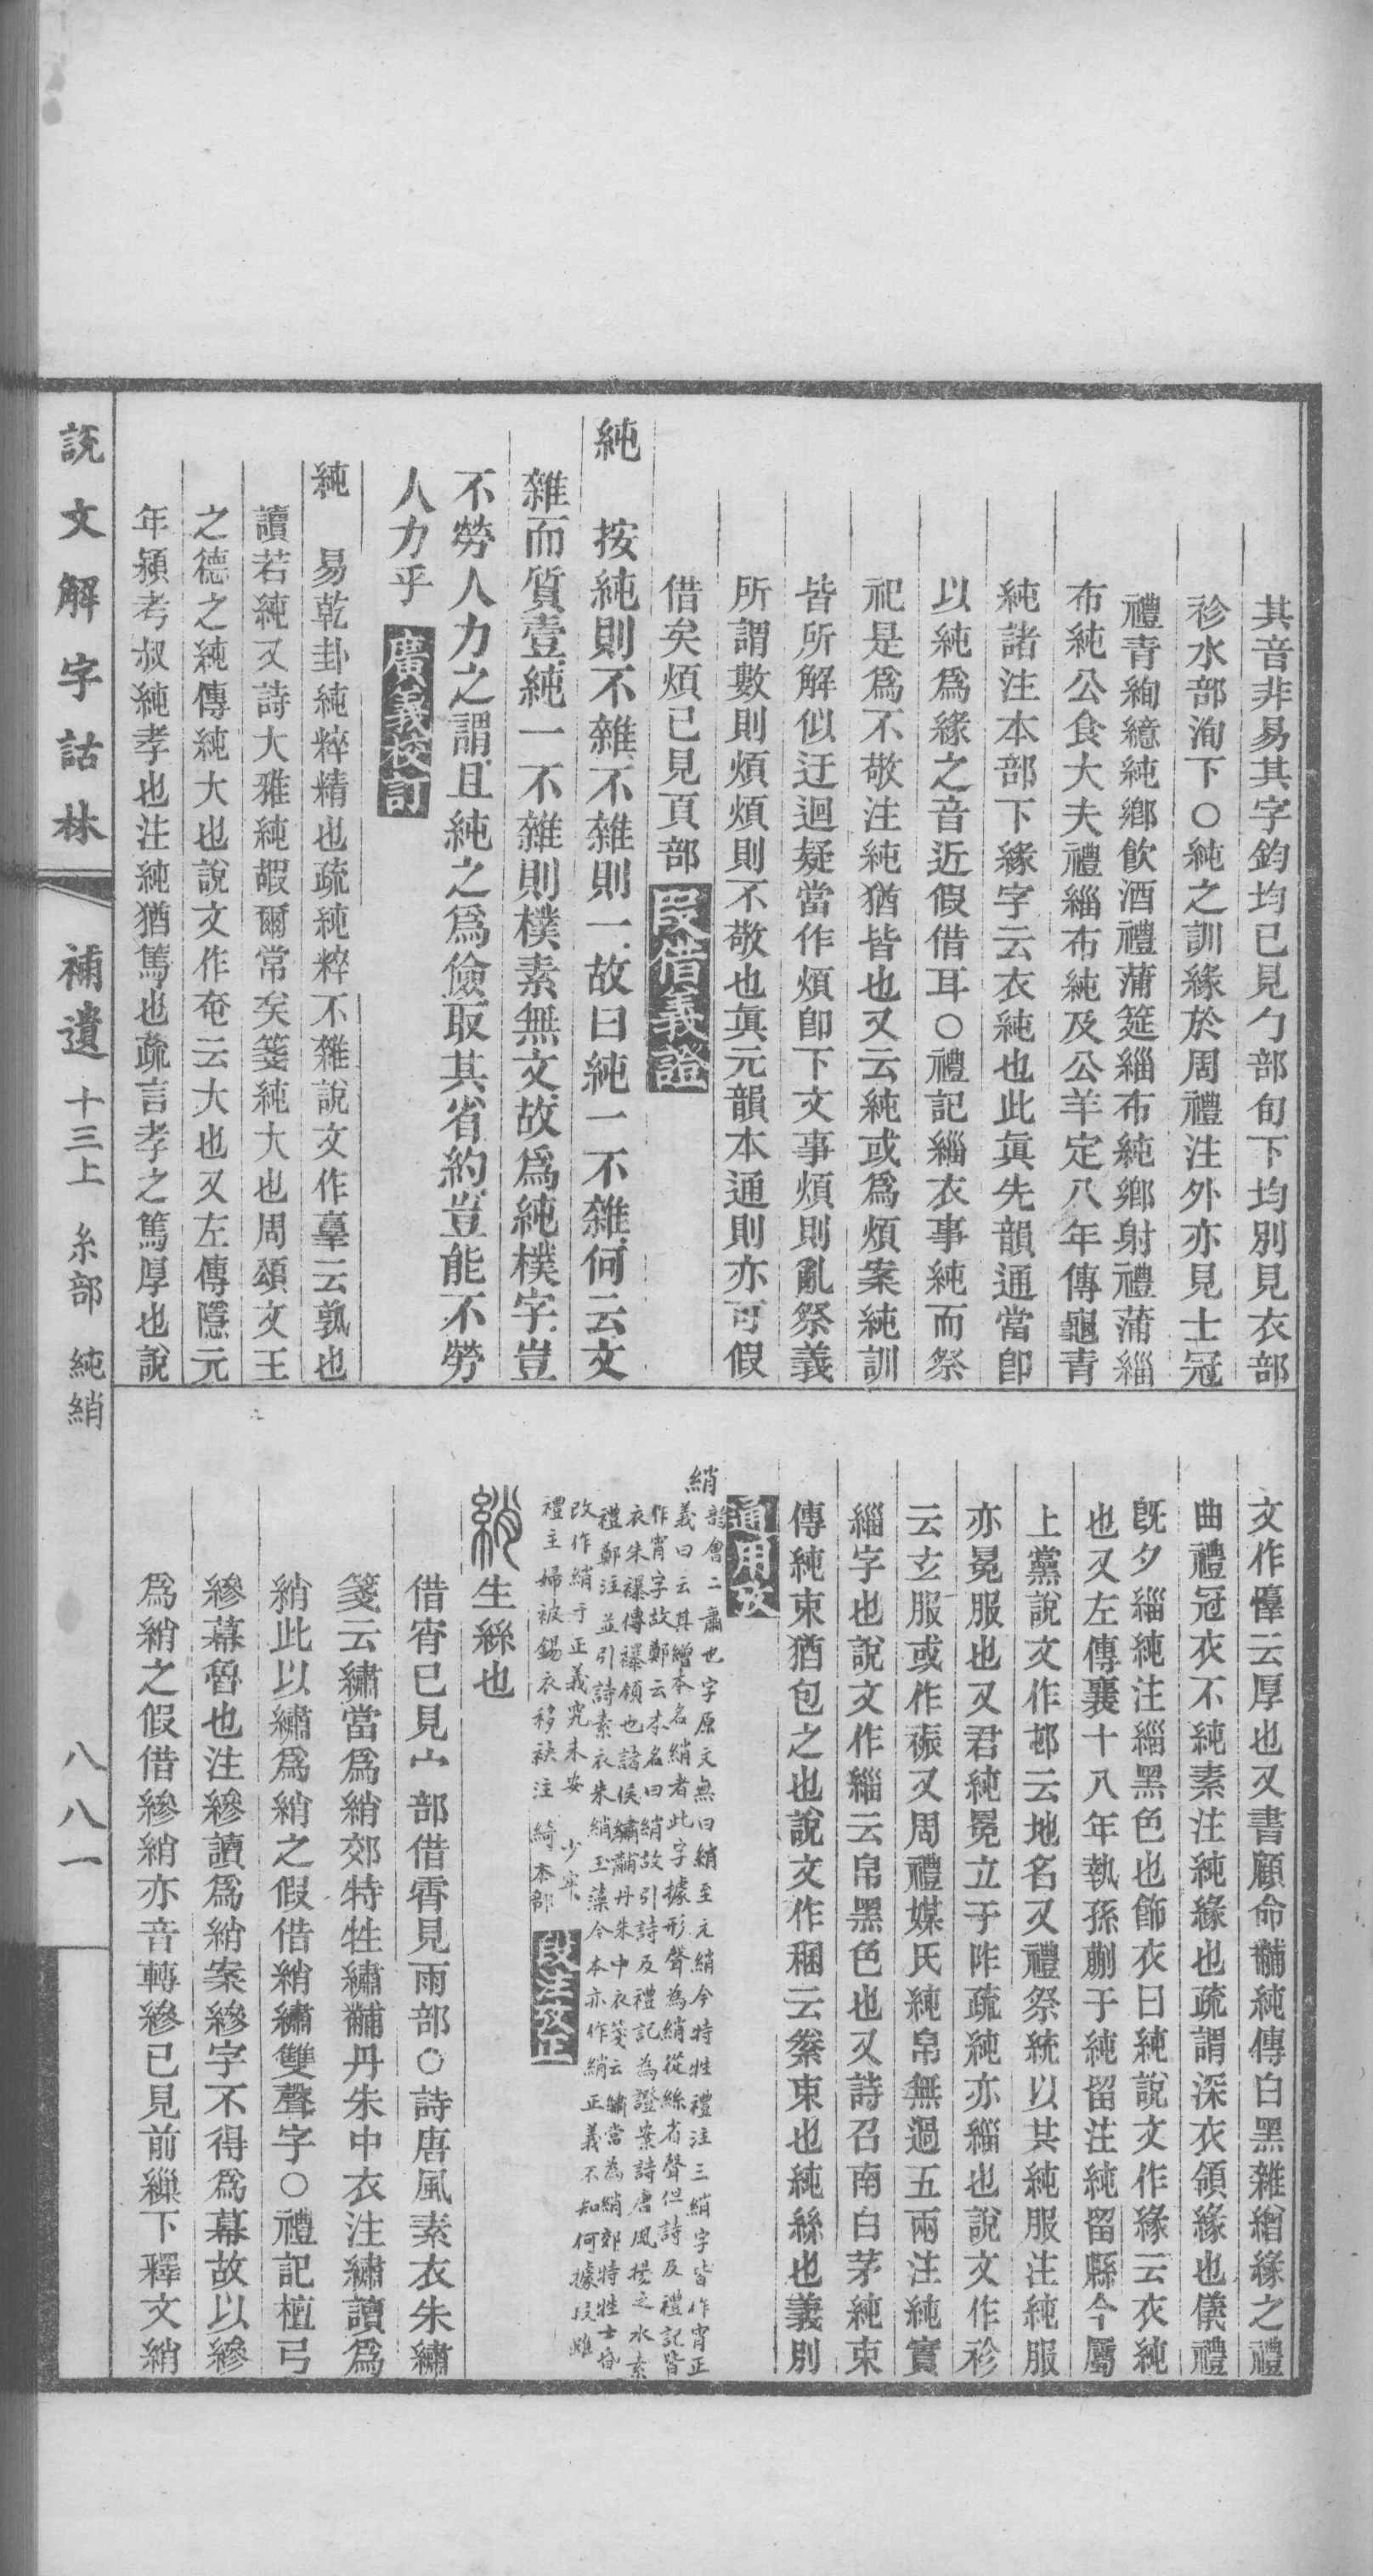 其音非易其字鈞均已見勹部旬下均別見衣部
袗水部洵下○純之訓緣於周禮注外亦見士冠
禮青絇繶純鄉飲酒禮蒲筵緇布純鄉射禮蒲緇
布純公食大夫禮緇布純及公羊定八年傳龜青
純諸注本部下緣字云衣純也此眞先韻通當卽
以純爲緣之音近假借耳○禮記緇衣事純而祭
祀是爲不敬注純猶皆也又云純或爲煩案純訓
皆所解似迂迴疑當作煩卽下文事煩則亂祭義
所謂數則煩煩則不敬也眞元韻本通則亦可假
借矣煩已見頁部 叚借義證
純 按純則不雜不雜則一故曰純一不雜何云文
雜而質壹純一不雜則樸素無文故爲純樸字豈
不勞人力之謂且純之爲儉取其省約豈能不勞
人力乎 廣義校訂
純 易乾卦純粹精也疏純粹不雜說文作𦎫云孰也
讀若純又詩大雅純嘏爾常矣箋純大也周頌文王
之德之純傳純大也說文作奄云大也又左傳隱元
年潁考叔純孝也注純猶篤也疏言孝之篤厚也說
文作惇云厚也又書顧命黼純傳白黑雜繒緣之禮
曲禮冠衣不純素注純緣也疏謂深衣領緣也儀禮
旣夕緇純注緇黑色也飾衣曰純說文作緣云衣純
也又左傳襄十八年執孫蒯于純留注純留縣今屬
上黨說文作邨云地名又禮祭統以其純服注純服
亦冕服也又君純冕立于阼疏純亦緇也說文作袗
云玄服或作裖又周禮媒氏純帛無過五兩注純實
緇字也說文作緇云帛黑色也又詩召南白茅純束
傳純束猶包之也說文作稇云絭束也純絲也義別
通用攷
綃 韵會二蕭也字原文無曰綃至元綃今特牲禮注三綃字皆作宵正
義曰云其繒本名綃者此字據形聲為綃從絲省聲但詩及禮記皆
作宵字故鄭云本名曰綃故引詩及禮記為證案詩唐風揚之水素
衣朱襮傳襮領也諸侯繡黼丹朱中衣箋云繡當為綃郊特牲士昏
禮鄭注並引詩素衣朱綃玉藻今本亦作綃正義不知何據段雖
改作綃于正義究未安 少牢
禮主婦被錫衣移袂注 綺本部 段注攷正
綃 生絲也
借宵已見宀部借霄見雨部○詩唐風素衣朱繡
箋云繡當爲綃郊特牲繡黼丹朱中衣注繡讀爲
綃此以繡爲綃之假借綃繡雙聲字○禮記檀弓
縿幕魯也注縿讀爲綃案縿字不得爲幕故以縿
爲綃之假借縿綃亦音轉縿已見前繅下釋文綃
說文解字詁林 補遺 十三上 糸部 純綃 八八一